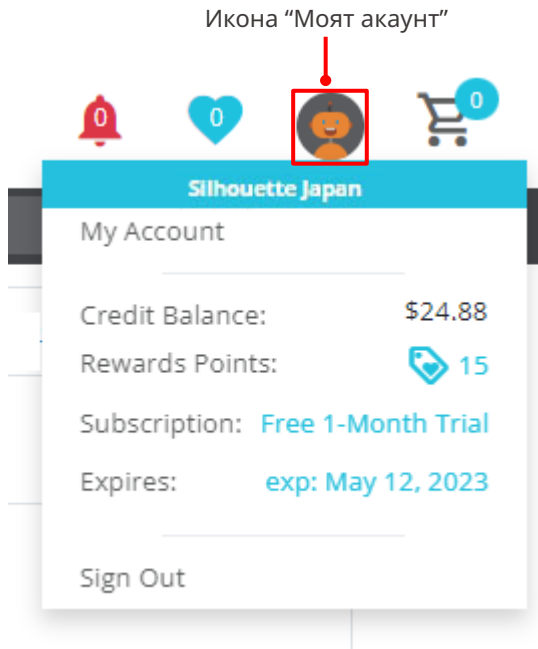 Икона “Моят акаунт”
0
0
0
Silhouette Japan
My Account
Credit Balance: $24.88
Rewards Points: 15
Subscription: Free 1-Month Trial
Expires: exp: May 12, 2023
Sign Out